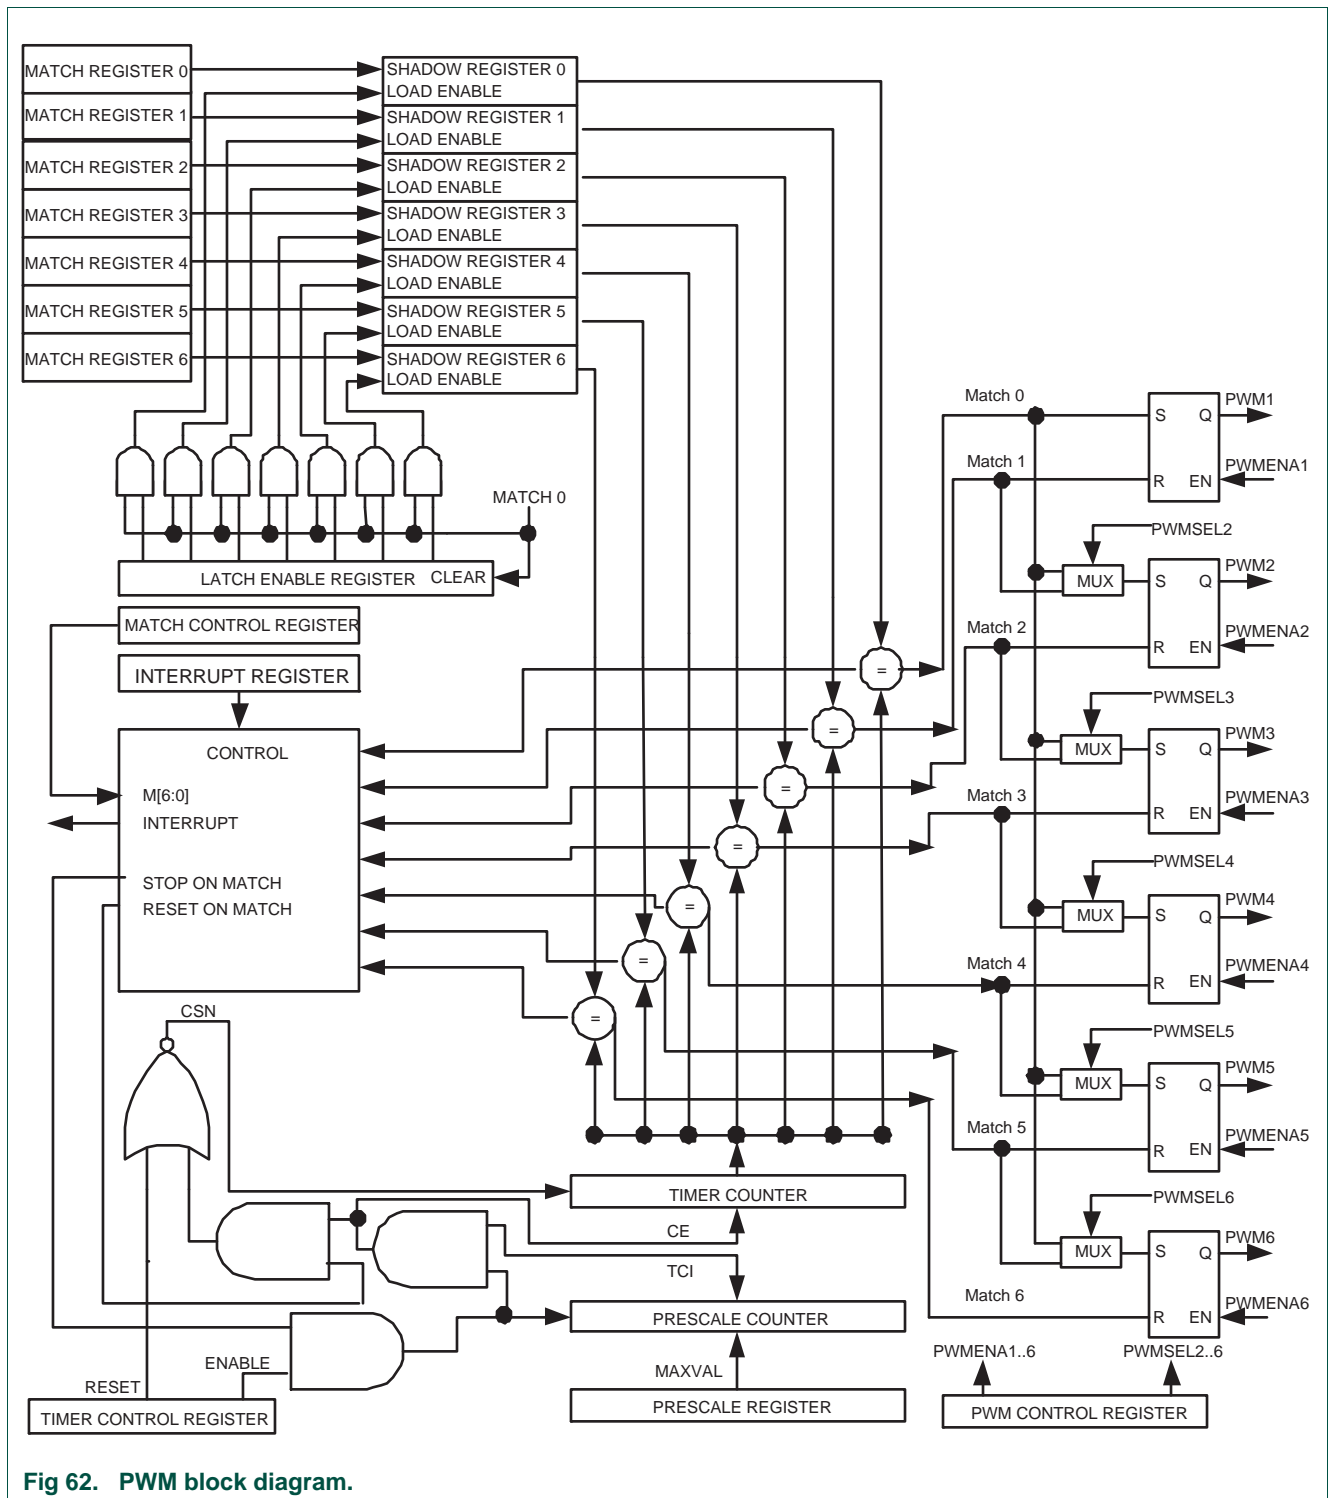 MATCH REGISTER 0
MATCH REGISTER 1
MATCH REGISTER 2
MATCH REGISTER 3
MATCH REGISTER 4
MATCH REGISTER 5
MATCH REGISTER 6
SHADOW REGISTER 0
LOAD ENABLE
SHADOW REGISTER 1
LOAD ENABLE
SHADOW REGISTER 2
LOAD ENABLE
SHADOW REGISTER 3
LOAD ENABLE
SHADOW REGISTER 4
LOAD ENABLE
SHADOW REGISTER 5
LOAD ENABLE
SHADOW REGISTER 6
LOAD ENABLE
MATCH 0
LATCH ENABLE REGISTER CLEAR
MATCH CONTROL REGISTER
INTERRUPT REGISTER
CONTROL
M[6:0]
INTERRUPT
STOP ON MATCH
RESET ON MATCH
=
=
=
=
=
=
=
CSN
TIMER COUNTER
CE
TCI
PRESCALE COUNTER
MAXVAL
PRESCALE REGISTER
ENABLE
RESET
TIMER CONTROL REGISTER
Match 0
S Q PWM1
Match 1
R EN PWMENA1
PWMSEL2
MUX
S Q PWM2
Match 2
R EN PWMENA2
PWMSEL3
MUX
S Q PWM3
Match 3
R EN PWMENA3
PWMSEL4
MUX
S Q PWM4
Match 4
R EN PWMENA4
PWMSEL5
MUX
S Q PWM5
Match 5
R EN PWMENA5
PWMSEL6
MUX
S Q PWM6
Match 6
R EN PWMENA6
PWMENA1..6
PWMSEL2..6
PWM CONTROL REGISTER
Fig 62. PWM block diagram.